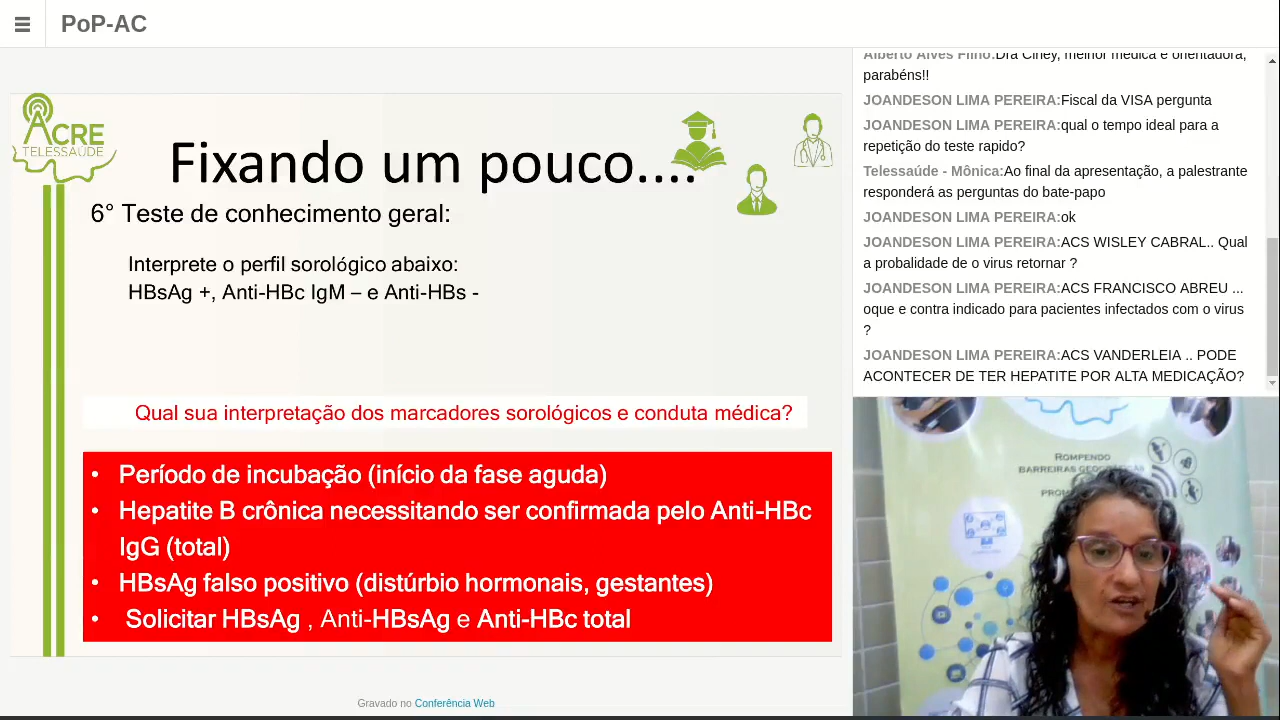 PoP-AC
ACRE
TELESSAÚDE
Fixando um pouco....
6° Teste de conhecimento geral:
Interprete o perfil sorológico abaixo:
HBsAg +, Anti-HBc IgM – e Anti-HBs -
Qual sua interpretação dos marcadores sorológicos e conduta médica?
• Período de incubação (início da fase aguda)
• Hepatite B crônica necessitando ser confirmada pelo Anti-HBc
IgG (total)
• HBsAg falso positivo (distúrbio hormonais, gestantes)
• Solicitar HBsAg , Anti-HBsAg e Anti-HBc total
Gravado no Conferência Web
Alberto Alves Filho:Dra Ciney, melhor médica e orientadora,
parabéns!!
JOANDESON LIMA PEREIRA:Fiscal da VISA pergunta
JOANDESON LIMA PEREIRA:qual o tempo ideal para a
repetição do teste rapido?
Telessaúde - Mônica:Ao final da apresentação, a palestrante
responderá as perguntas do bate-papo
JOANDESON LIMA PEREIRA:ok
JOANDESON LIMA PEREIRA:ACS WISLEY CABRAL.. Qual
a probalidade de o virus retornar ?
JOANDESON LIMA PEREIRA:ACS FRANCISCO ABREU ...
oque e contra indicado para pacientes infectados com o virus
?
JOANDESON LIMA PEREIRA:ACS VANDERLEIA .. PODE
ACONTECER DE TER HEPATITE POR ALTA MEDICAÇÃO?
ROMPENDO
BARREIRAS